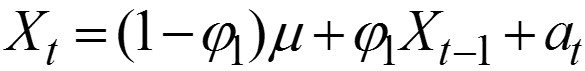 X_t = (1 − φ_1)μ + φ_1 X_{t−1} + a_t